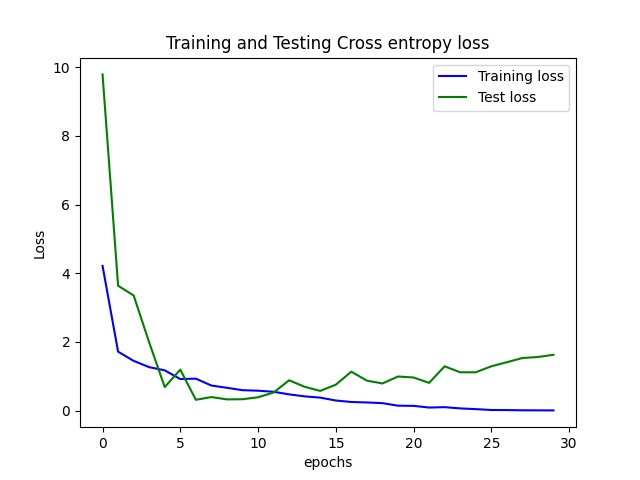 Training and Testing Cross entropy loss
Training loss
Test loss
10
8
6
4
2
0
Loss
0 5 10 15 20 25 30
epochs